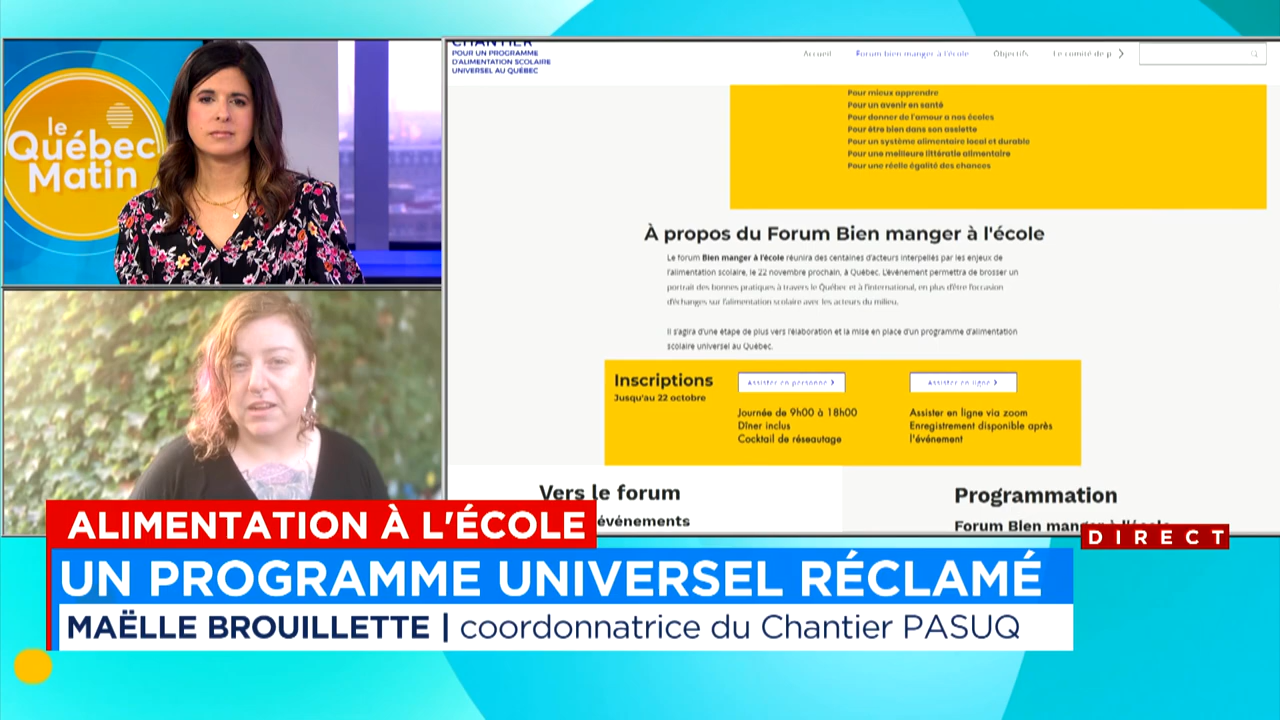 le
Québec
Matin
CHANTIER
POUR UN PROGRAMME
D'ALIMENTATION SCOLAIRE
UNIVERSEL AU QUÉBEC
Accueil
Forum bien manger à l'école
Objectifs
Le comité de p
Pour mieux apprendre
Pour un avenir en santé
Pour donner de l'amour a nos écoles
Pour être bien dans son assiette
Pour un système alimentaire local et durable
Pour une meilleure littératie alimentaire
Pour une réelle égalité des chances
À propos du Forum Bien manger à l'école
Le forum Bien manger à l'école réunira des centaines d'acteurs interpellés par les enjeux de
l'alimentation scolaire, le 22 novembre prochain, à Québec. L'événement permettra de brosser un
portrait des bonnes pratiques à travers le Québec et à l'international, en plus d'être l'occasion
d'échanges sur l'alimentation scolaire avec les acteurs du milieu.
Il s'agira d'une étape de plus vers l'élaboration et la mise en place d'un programme d'alimentation
scolaire universel au Québec.
Inscriptions
Jusqu'au 22 octobre
Assister en personne
Journée de 9h00 à 18h00
Dîner inclus
Cocktail de réseautage
Assister en ligne
Assister en ligne via zoom
Enregistrement disponible après
l'événement
Vers le forum
événements
Programmation
Forum Bien manger à l'école
DIRECT
ALIMENTATION À L'ÉCOLE
UN PROGRAMME UNIVERSEL RÉCLAMÉ
MAËLLE BROUILLETTE | coordonnatrice du Chantier PASUQ